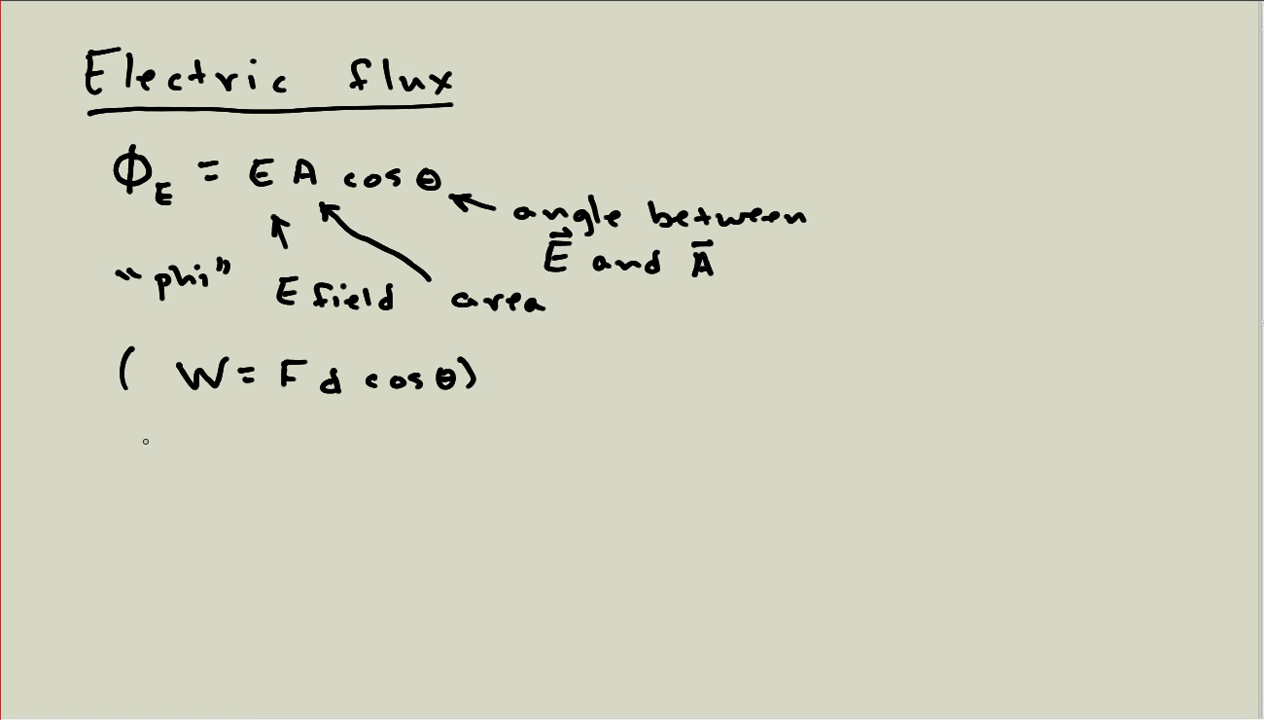 Electric flux
ϕ_E = E A cos θ
angle between
E⃗ and A⃗
"phi"
E field
area
( W = F d cos θ)